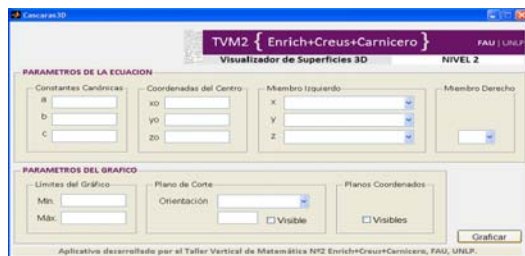 Cascaras3D
TVM2 { Enrich+Creus+Carnicero } FAU | UNLP
Visualizador de Superficies 3D NIVEL 2
PARAMETROS DE LA ECUACION
Constantes Canónicas Coordenadas del Centro Miembro Izquierdo Miembro Derecho
a xo x
b yo y
c zo z
PARAMETROS DEL GRAFICO
Límites del Gráfico Plano de Corte Planos Coordenados
Min. Orientación
Máx. Visible Visibles
Graficar
Aplicativo desarrollado por el Taller Vertical de Matemática Nº2 Enrich+Creus+Carnicero, FAU, UNLP.